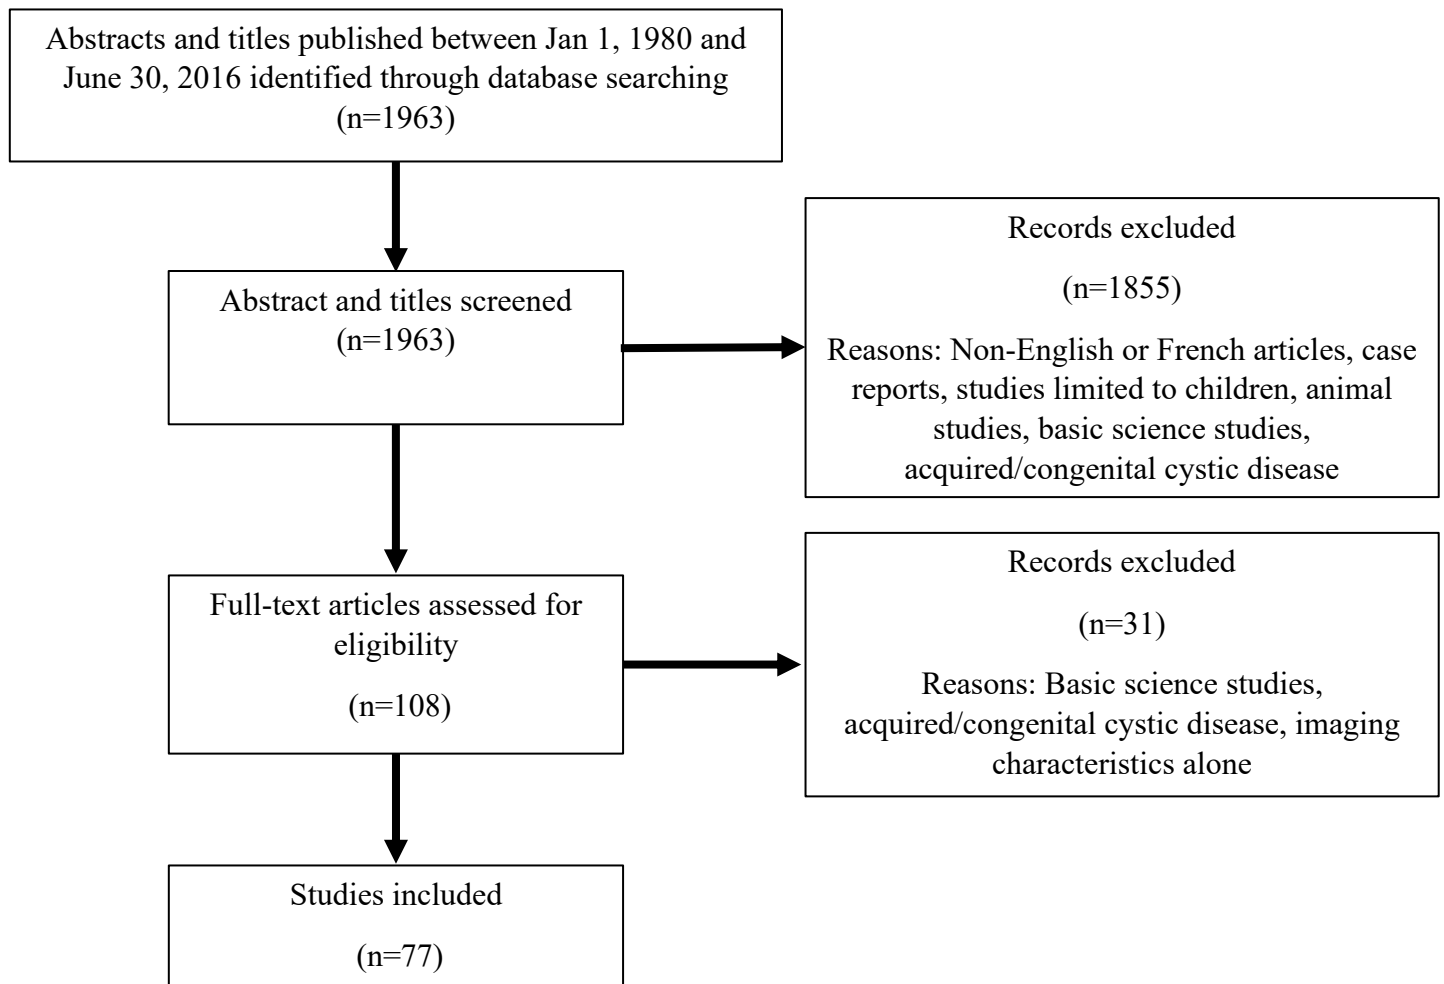 Abstracts and titles published between Jan 1, 1980 and
June 30, 2016 identified through database searching
(n=1963)
Abstract and titles screened
(n=1963)
Records excluded
(n=1855)
Reasons: Non-English or French articles, case
reports, studies limited to children, animal
studies, basic science studies,
acquired/congenital cystic disease
Full-text articles assessed for
eligibility
(n=108)
Records excluded
(n=31)
Reasons: Basic science studies,
acquired/congenital cystic disease, imaging
characteristics alone
Studies included
(n=77)